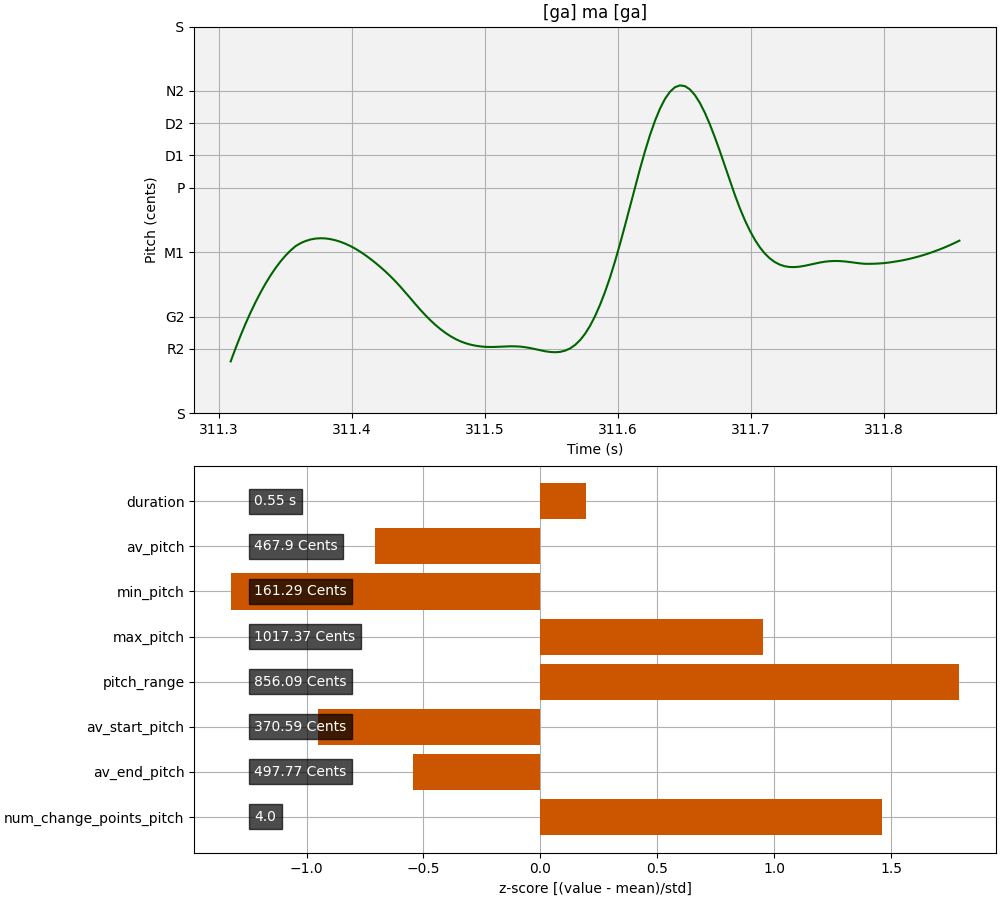 [ga] ma [ga]
S
N2
D2
D1
P
M1
G2
R2
S
Pitch (cents)
311.3 311.4 311.5 311.6 311.7 311.8
Time (s)
duration 0.55 s
av_pitch 467.9 Cents
min_pitch 161.29 Cents
max_pitch 1017.37 Cents
pitch_range 856.09 Cents
av_start_pitch 370.59 Cents
av_end_pitch 497.77 Cents
num_change_points_pitch 4.0
−1.0 −0.5 0.0 0.5 1.0 1.5
z-score [(value - mean)/std]